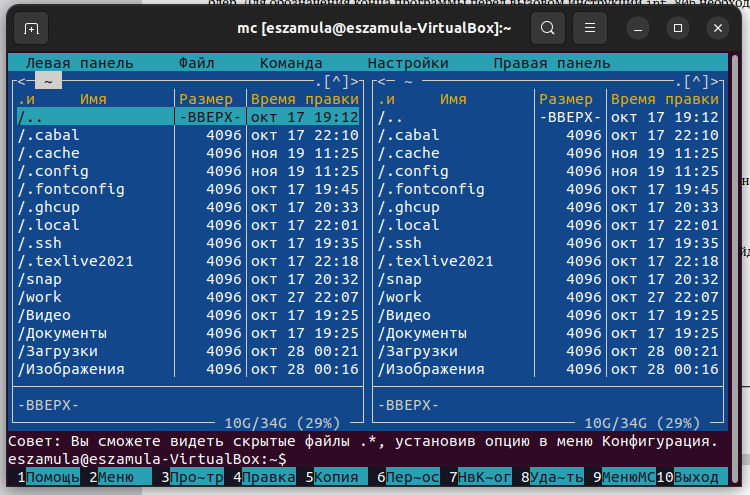 mc [eszamula@eszamula-VirtualBox]:~
Левая панель Файл Команда Настройки Правая панель
<─ ~ ─ .[^]> <─ ~ ─ .[^]>
.и Имя Размер Время правки .и Имя Размер Время правки
/.. -ВВЕРХ- окт 17 19:12 /.. -ВВЕРХ- окт 17 19:12
/.cabal 4096 окт 17 22:10 /.cabal 4096 окт 17 22:10
/.cache 4096 ноя 19 11:25 /.cache 4096 ноя 19 11:25
/.config 4096 ноя 19 11:25 /.config 4096 ноя 19 11:25
/.fontconfig 4096 окт 17 19:45 /.fontconfig 4096 окт 17 19:45
/.ghcup 4096 окт 17 20:33 /.ghcup 4096 окт 17 20:33
/.local 4096 окт 17 22:01 /.local 4096 окт 17 22:01
/.ssh 4096 окт 17 19:35 /.ssh 4096 окт 17 19:35
/.texlive2021 4096 окт 17 22:18 /.texlive2021 4096 окт 17 22:18
/snap 4096 окт 17 20:32 /snap 4096 окт 17 20:32
/work 4096 окт 27 22:07 /work 4096 окт 27 22:07
/Видео 4096 окт 17 19:25 /Видео 4096 окт 17 19:25
/Документы 4096 окт 17 19:25 /Документы 4096 окт 17 19:25
/Загрузки 4096 окт 28 00:21 /Загрузки 4096 окт 28 00:21
/Изображения 4096 окт 28 00:16 /Изображения 4096 окт 28 00:16
-ВВЕРХ- -ВВЕРХ-
10G/34G (29%) 10G/34G (29%)
Совет: Вы сможете видеть скрытые файлы .*, установив опцию в меню Конфигурация.
eszamula@eszamula-VirtualBox:~$
1Помощь 2Меню 3Про~тр 4Правка 5Копия 6Пер~ос 7НвК~ог 8Уда~ть 9МенюMC 10Выход